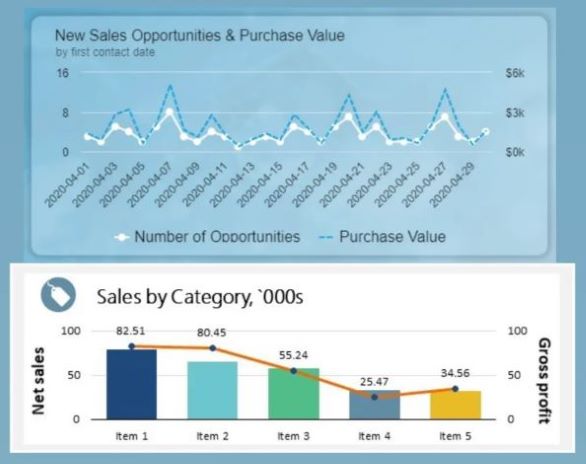 New Sales Opportunities & Purchase Value
by first contact date
16 $6k
8 $3k
0 $0k
2020-04-01 2020-04-03 2020-04-05 2020-04-07 2020-04-09 2020-04-11 2020-04-13 2020-04-15 2020-04-17 2020-04-19 2020-04-21 2020-04-23 2020-04-25 2020-04-27 2020-04-29
Number of Opportunities Purchase Value
Sales by Category, `000s
Net sales
Gross profit
100 82.51 80.45 55.24 25.47 34.56 100
50 50
0 0
Item 1 Item 2 Item 3 Item 4 Item 5